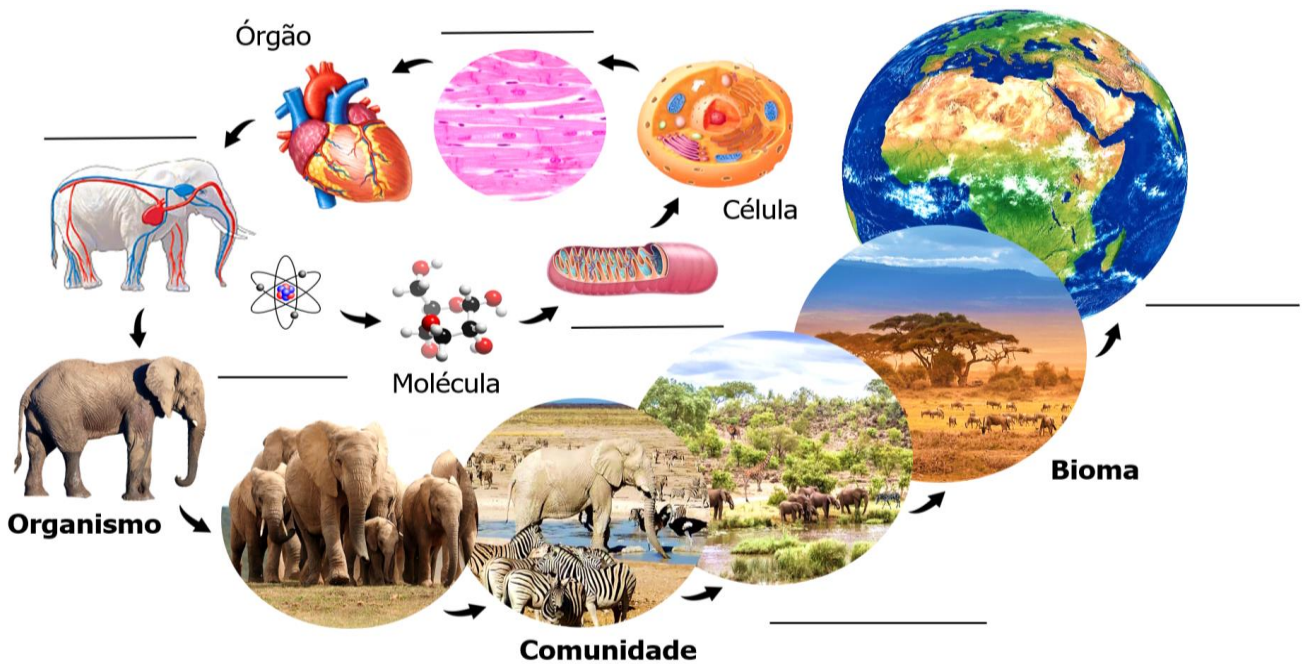 Órgão
Célula
Molécula
Bioma
Organismo
Comunidade